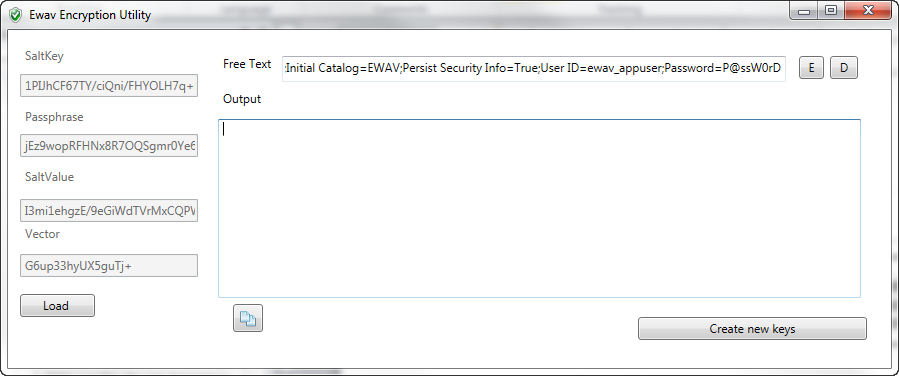 Ewav Encryption Utility
SaltKey
1PIJhCF67TY/ciQni/FHYOLH7q+
Passphrase
jEz9wopRFHNx8R7OQSgmr0Ye6
SaltValue
I3mi1ehgzE/9eGiWdTVrMxCQPW
Vector
G6up33hyUX5guTj+
Load
Free Text
;Initial Catalog=EWAV;Persist Security Info=True;User ID=ewav_appuser;Password=P@ssW0rD
E
D
Output
Create new keys